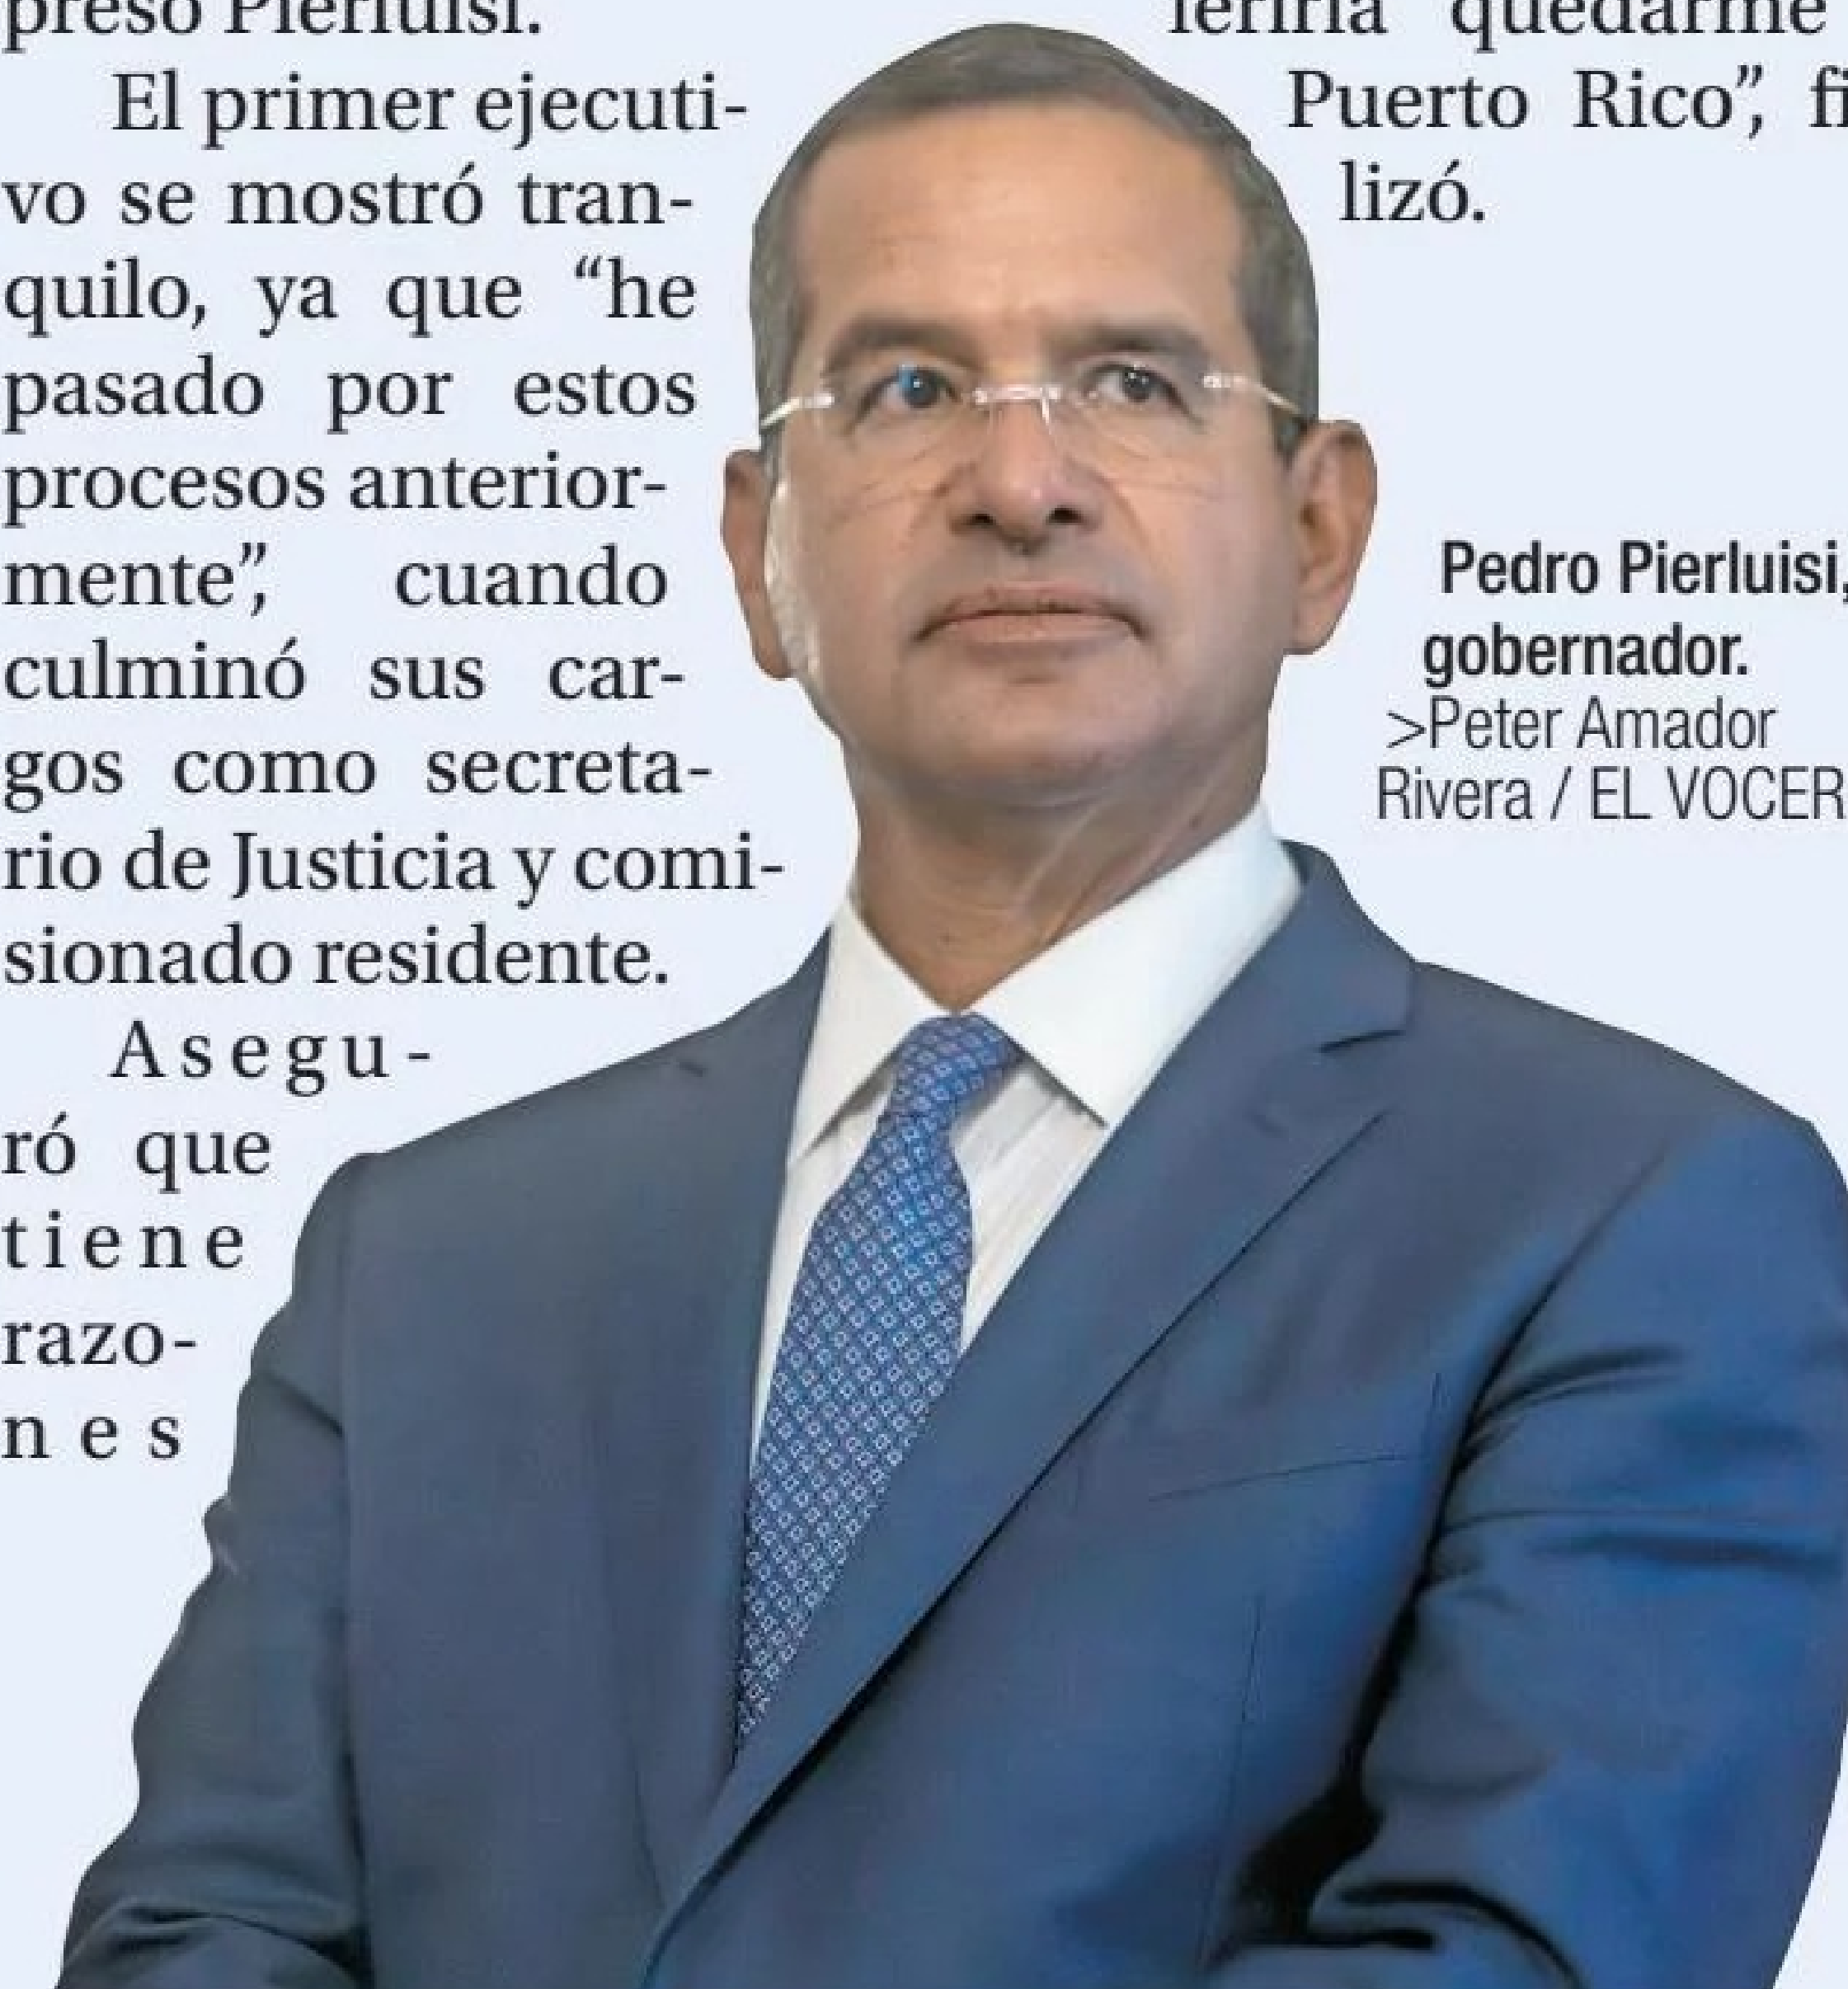 preso Pierluisi.
El primer ejecuti-
vo se mostró tran-
quilo, ya que “he
pasado por estos
procesos anterior-
mente”, cuando
culminó sus car-
gos como secreta-
rio de Justicia y comi-
sionado residente.
Asegu-
ró que
tiene
razo-
nes
feriría quedarme
Puerto Rico”, fi
lizó.
Pedro Pierluisi,
gobernador.
>Peter Amador
Rivera / EL VOCER